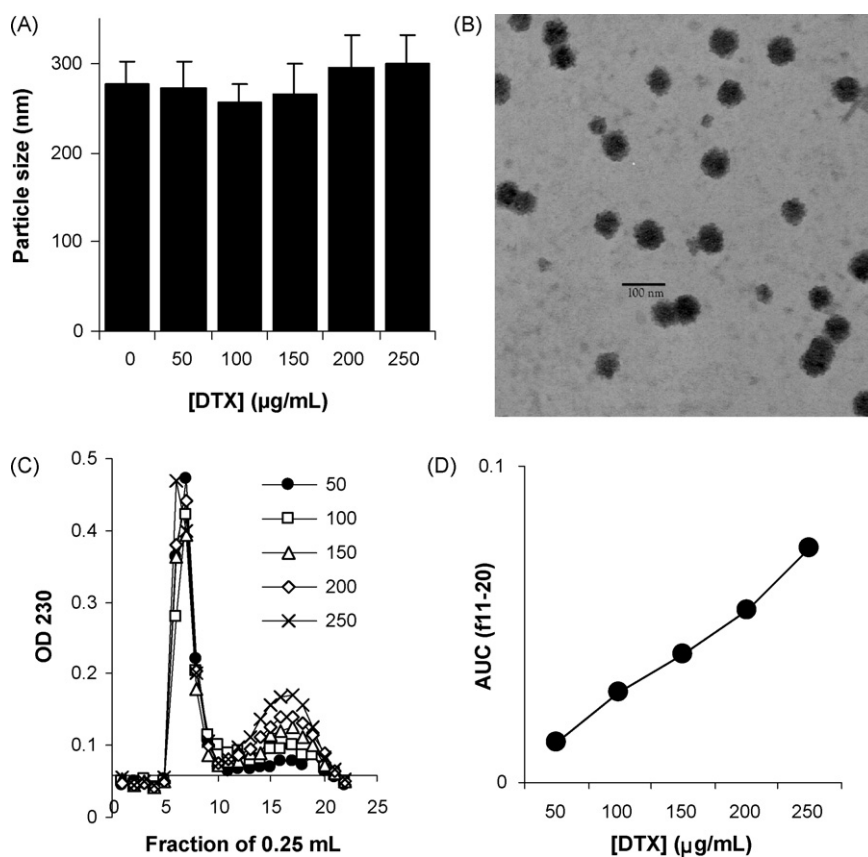 (A)
Particle size (nm)
300
200
100
0
0 50 100 150 200 250
[DTX] (µg/mL)
(B)
100 nm
(C)
OD 230
0.5
0.4
0.3
0.2
0.1
0
0 5 10 15 20 25
Fraction of 0.25 mL
50
100
150
200
250
(D)
AUC (f11-20)
0.1
0
50 100 150 200 250
[DTX] (µg/mL)